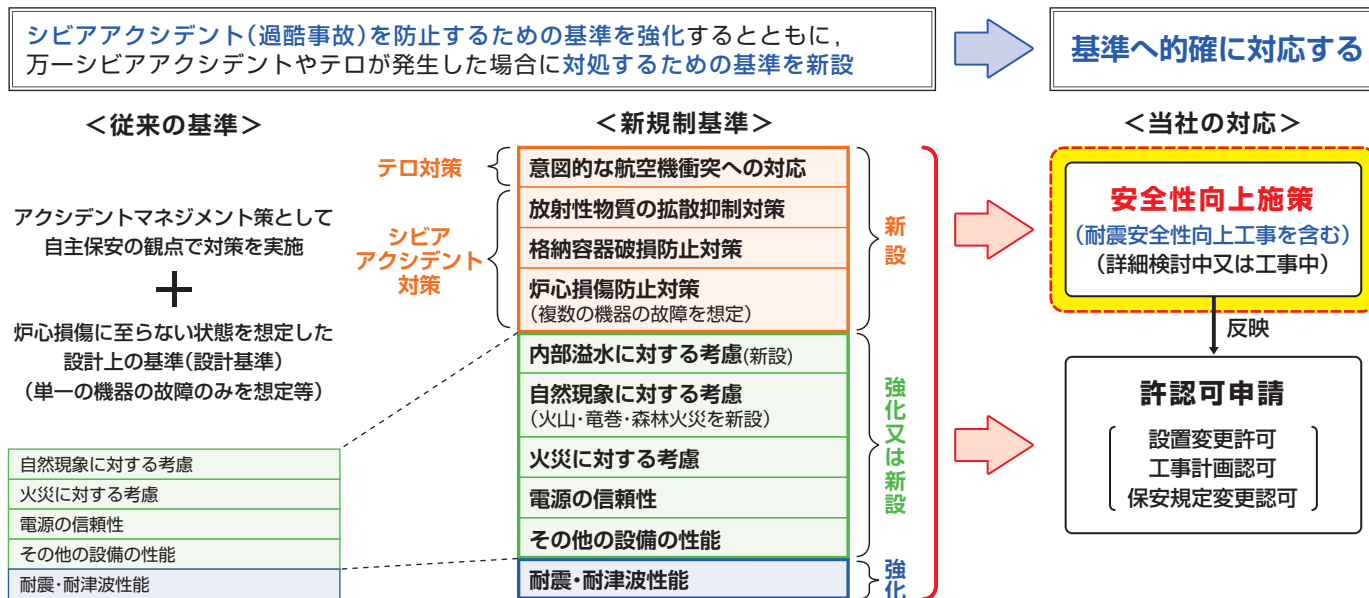 シビアアクシデント(過酷事故)を防止するための基準を強化するとともに,
万一シビアアクシデントやテロが発生した場合に対処するための基準を新設
基準へ的確に対応する
＜従来の基準＞
アクシデントマネジメント策として
自主保安の観点で対策を実施
＋
炉心損傷に至らない状態を想定した
設計上の基準(設計基準)
(単一の機器の故障のみを想定等)
自然現象に対する考慮
火災に対する考慮
電源の信頼性
その他の設備の性能
耐震・耐津波性能
＜新規制基準＞
テロ対策
シビア
アクシデント
対策
意図的な航空機衝突への対応
放射性物質の拡散抑制対策
格納容器破損防止対策
炉心損傷防止対策
(複数の機器の故障を想定)
内部溢水に対する考慮(新設)
自然現象に対する考慮
(火山・竜巻・森林火災を新設)
火災に対する考慮
電源の信頼性
その他の設備の性能
耐震・耐津波性能
新設
強化又は新設
強化
＜当社の対応＞
安全性向上施策
(耐震安全性向上工事を含む)
(詳細検討中又は工事中)
反映
許認可申請
設置変更許可
工事計画認可
保安規定変更認可